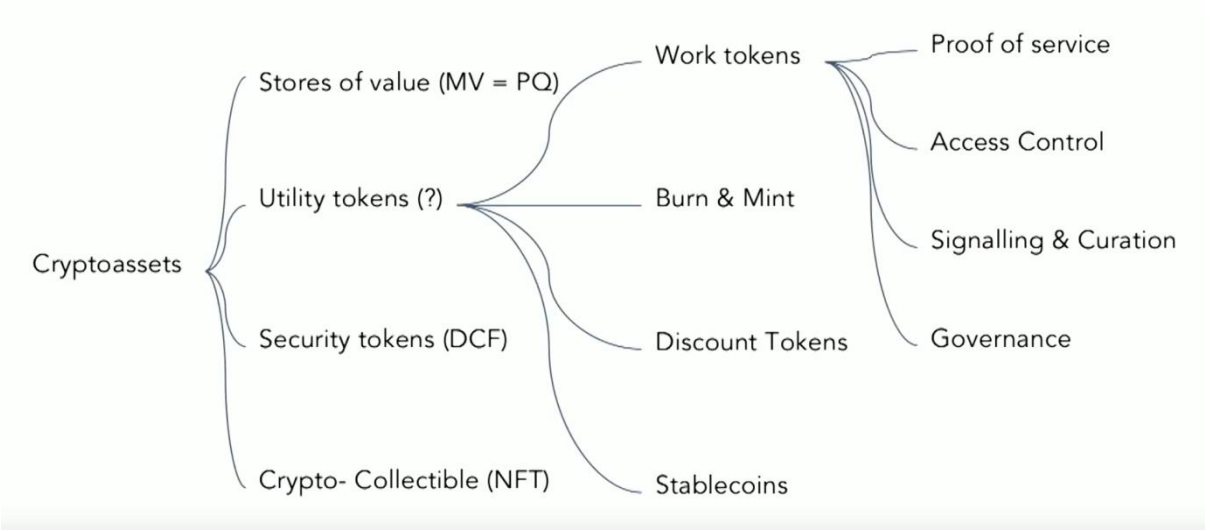 Cryptoassets
Stores of value (MV = PQ)
Utility tokens (?)
Security tokens (DCF)
Crypto- Collectible (NFT)
Work tokens
Burn & Mint
Discount Tokens
Stablecoins
Proof of service
Access Control
Signalling & Curation
Governance